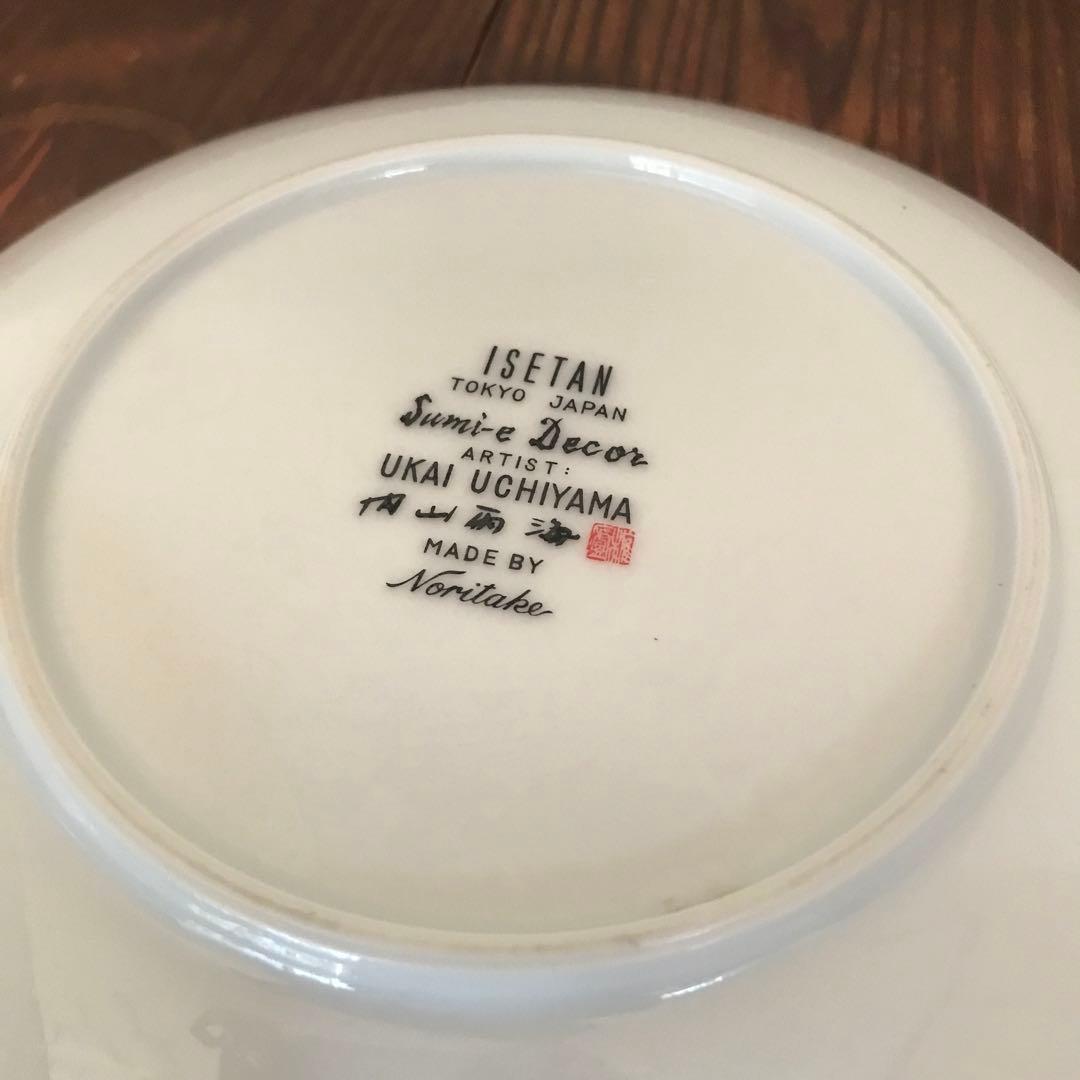 ISETAN
TOKYO JAPAN
Sumi-e Decor
ARTIST:
UKAI UCHIYAMA
内山雨海
MADE BY
Noritake